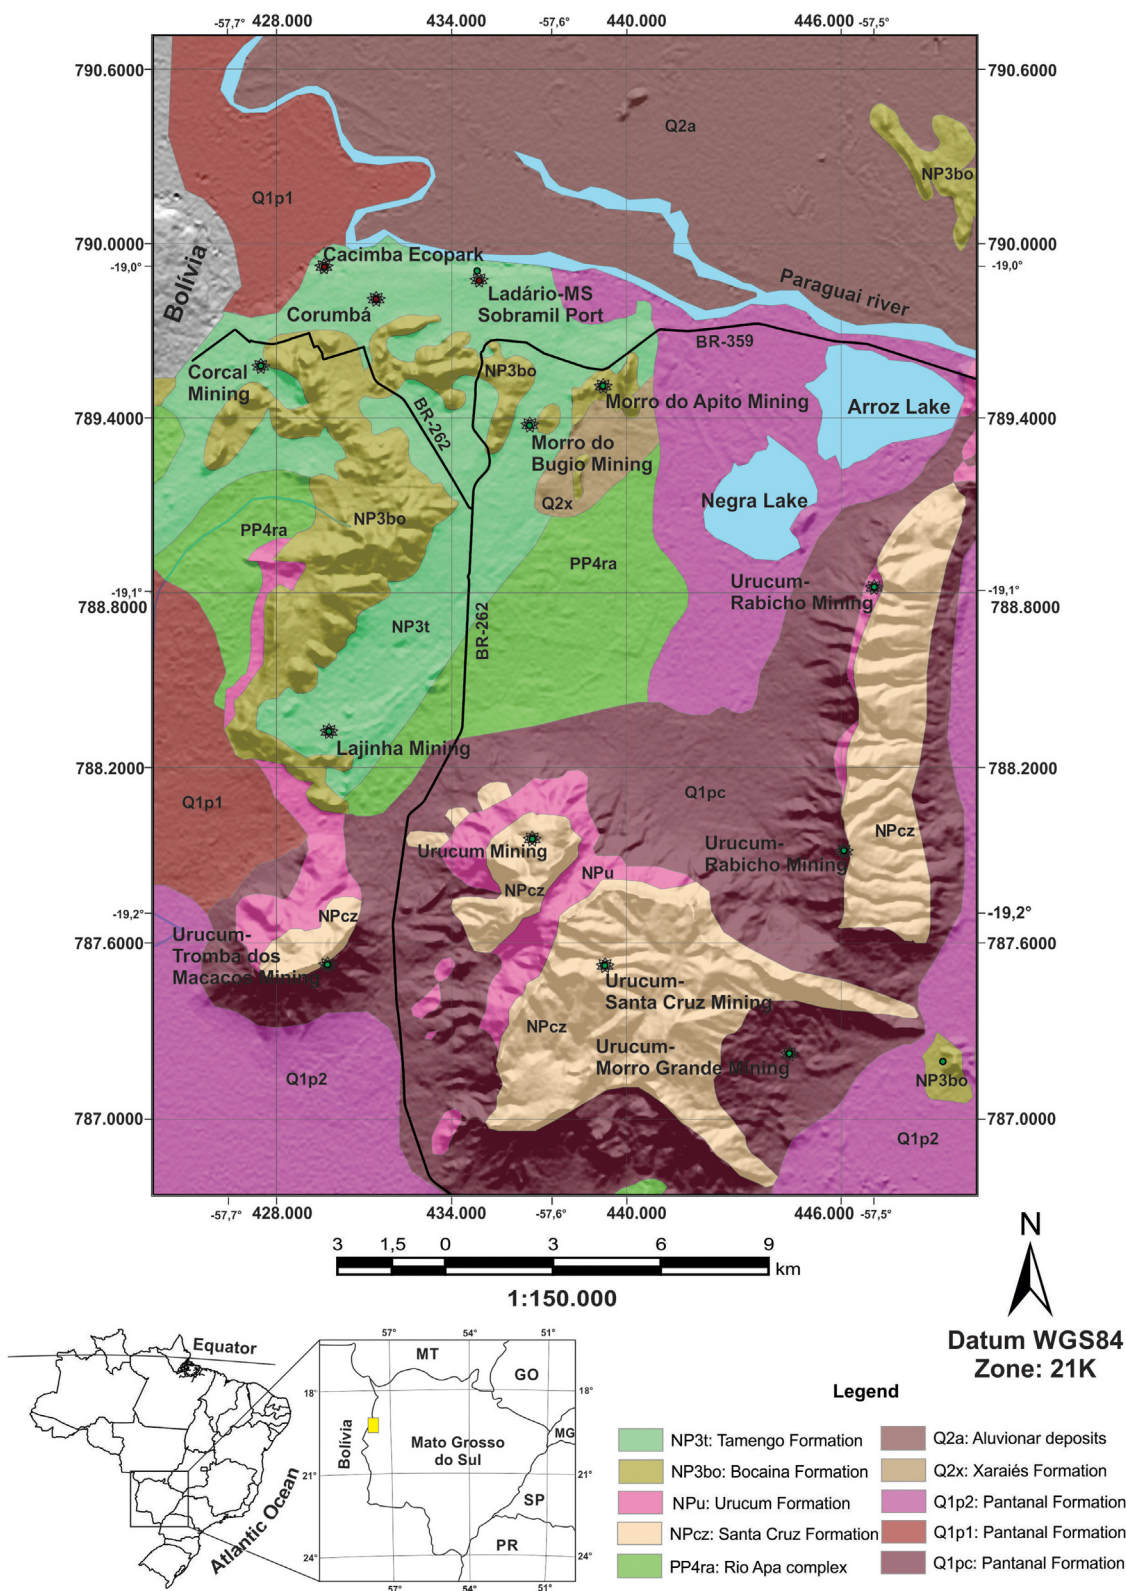 -57,7° 428.000 434.000 -57,6° 440.000 446.000 -57,5°
790.6000 790.6000
Q2a
NP3bo
Q1p1
790.0000 790.0000
-19,0° -19,0°
Bolívia
Cacimba Ecopark
Paraguai river
Corumbá
Ladário-MS
Sobramil Port
BR-359
Corcal
Mining
NP3bo
Morro do Apito Mining
Arroz Lake
789.4000 789.4000
BR-262
Morro do
Bugio Mining
Negra Lake
Q2x
NP3bo
PP4ra
PP4ra
Urucum-
Rabicho Mining
-19,1° -19,1°
788.8000 788.8000
NP3t
BR-262
Lajinha Mining
788.2000 788.2000
Q1p1
Q1pc
NPcz
Urucum Mining
Urucum-
Rabicho Mining
NPu
NPcz
NPcz
-19,2° -19,2°
Urucum-
Tromba dos
Macacos Mining
787.6000 787.6000
Urucum-
Santa Cruz Mining
NPcz
Urucum-
Morro Grande Mining
Q1p2
NP3bo
787.0000 787.0000
Q1p2
-57,7° 428.000 434.000 -57,6° 440.000 446.000 -57,5°
3 1,5 0 3 6 9
km
1:150.000
N
Datum WGS84
Zone: 21K
Equator
Atlantic Ocean
57° 54° 51°
MT
GO
18° 18°
Bolívia
Mato Grosso
do Sul
MG
21° 21°
SP
PR
24° 24°
57° 54° 51°
Legend
NP3t: Tamengo Formation
NP3bo: Bocaina Formation
NPu: Urucum Formation
NPcz: Santa Cruz Formation
PP4ra: Rio Apa complex
Q2a: Aluvionar deposits
Q2x: Xaraiés Formation
Q1p2: Pantanal Formation
Q1p1: Pantanal Formation
Q1pc: Pantanal Formation